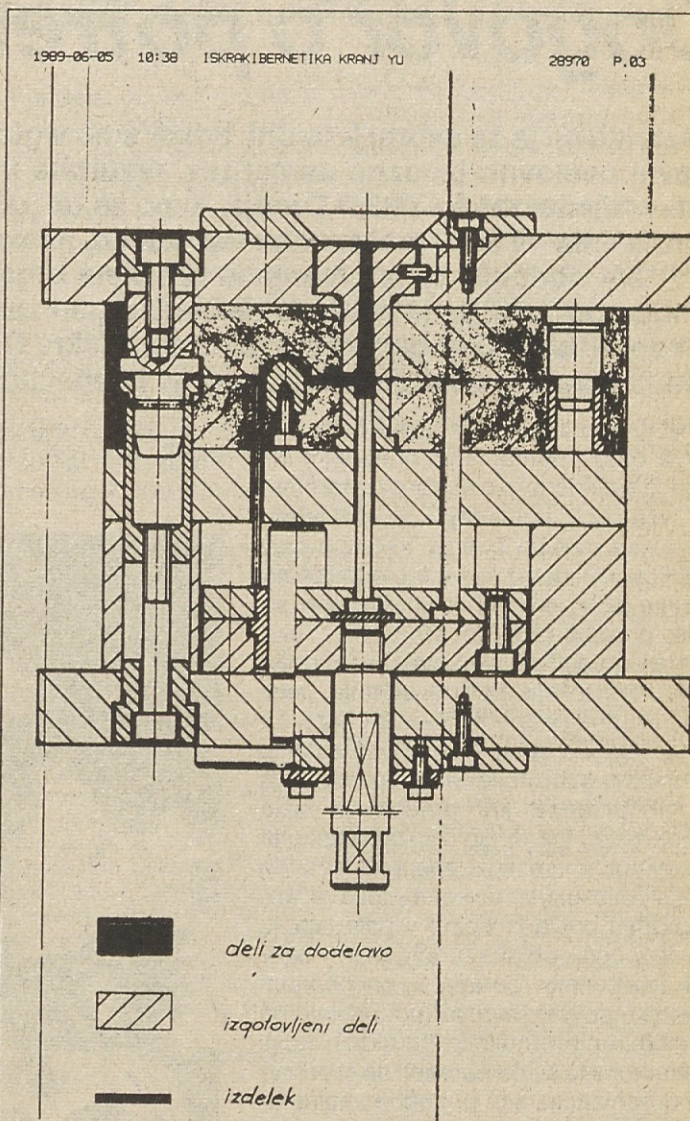 1989-06-05 10:38 ISKRAKIBERNETIKA KRANJ YU 28970 P.03
deli za dodelavo
izgotovljeni deli
izdelek